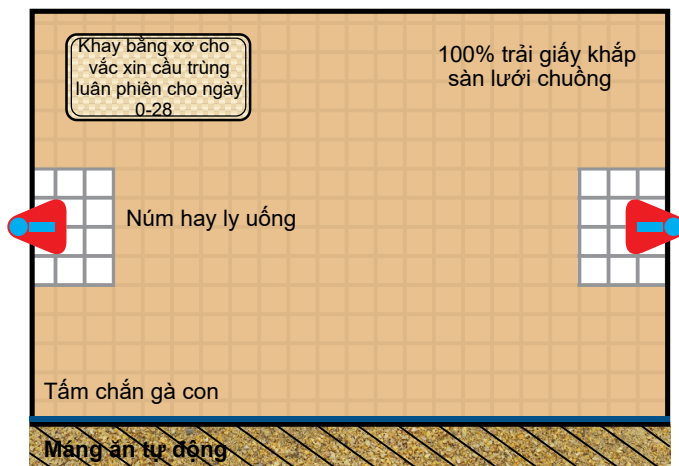 Khay bằng xơ cho
vắc xin cầu trùng
luân phiên cho ngày
0-28
100% trải giấy khắp
sàn lưới chuồng
Núm hay ly uống
Tấm chắn gà con
Máng ăn tự động